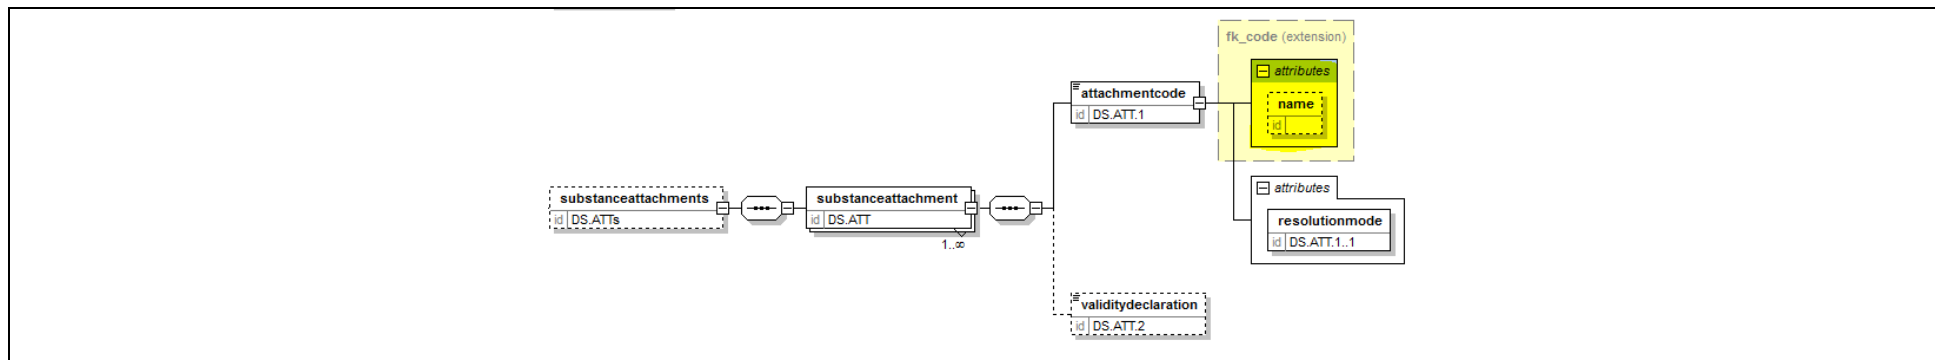 fk_code (extension)
attributes
name
id
attachmentcode
id DS.ATT.1
substanceattachments
id DS.ATTs
substanceattachment
id DS.ATT
1..∞
attributes
resolutionmode
id DS.ATT.1..1
validitydeclaration
id DS.ATT.2